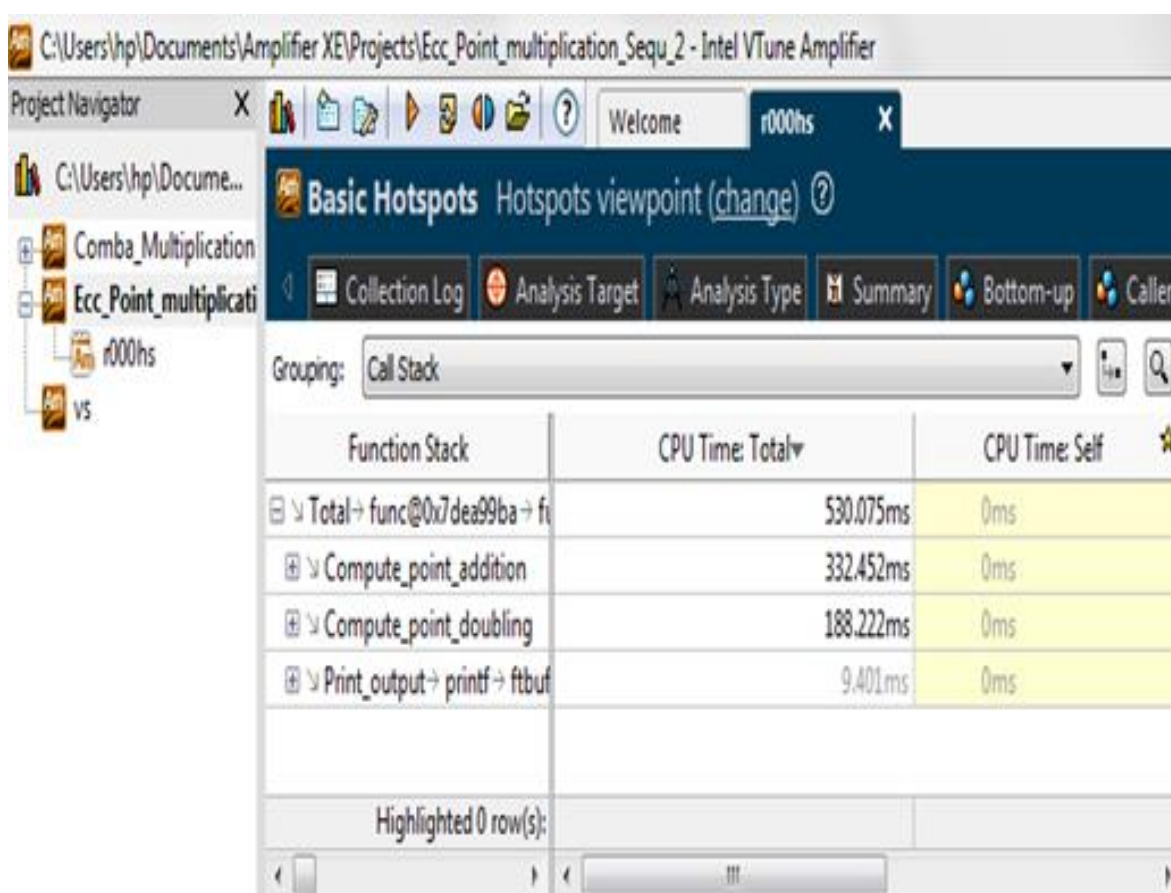 C:\Users\hp\Documents\Amplifier XE\Projects\Ecc_Point_multiplication_Sequ_2 - Intel VTune Amplifier
Project Navigator X
Welcome r000hs X
C:\Users\hp\Docume...
Comba_Multiplication
Ecc_Point_multiplicati
r000hs
vs
Basic Hotspots Hotspots viewpoint (change) ?
Collection Log Analysis Target Analysis Type Summary Bottom-up Caller
Grouping: Call Stack
Function Stack CPU Time: Total CPU Time: Self
Total→ func@0x7dea99ba→ fu 530.075ms 0ms
Compute_point_addition 332.452ms 0ms
Compute_point_doubling 188.222ms 0ms
Print_output→ printf→ ftbuf 9.401ms 0ms
Highlighted 0 row(s):